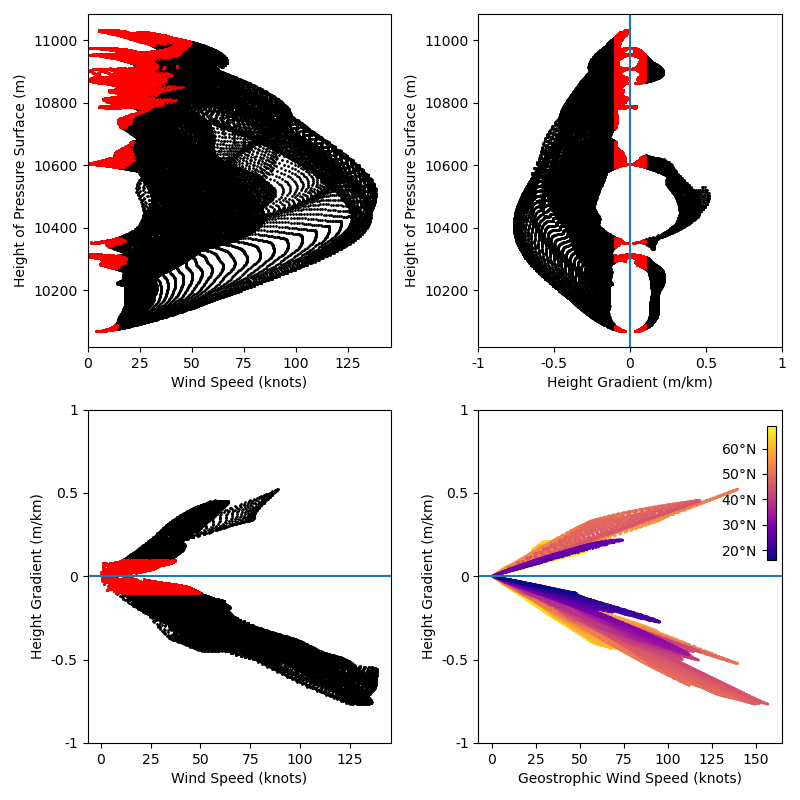 11000
10800
10600
10400
10200
Height of Pressure Surface (m)
0 25 50 75 100 125
Wind Speed (knots)
11000
10800
10600
10400
10200
Height of Pressure Surface (m)
-1 -0.5 0 0.5 1
Height Gradient (m/km)
1
0.5
0
-0.5
-1
Height Gradient (m/km)
0 25 50 75 100 125
Wind Speed (knots)
1
0.5
0
-0.5
-1
Height Gradient (m/km)
60°N
50°N
40°N
30°N
20°N
0 25 50 75 100 125 150
Geostrophic Wind Speed (knots)